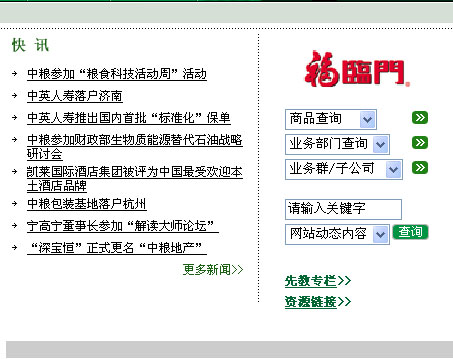 快 讯
中粮参加“粮食科技活动周”活动
中英人寿落户济南
中英人寿推出国内首批“标准化”保单
中粮参加财政部生物质能源替代石油战略
研讨会
凯莱国际酒店集团被评为中国最受欢迎本
土酒店品牌
中粮包装基地落户杭州
宁高宁董事长参加“解读大师论坛”
“深宝恒”正式更名“中粮地产”
更多新闻>>
福臨門
商品查询
业务部门查询
业务群/子公司
请输入关键字
网站动态内容 查询
先教专栏>>
资源链接>>